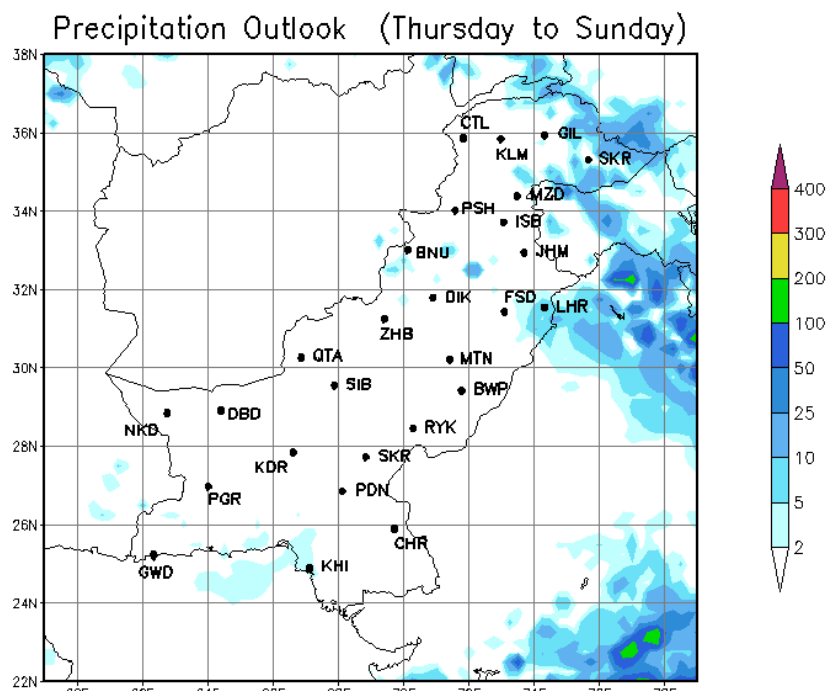 Precipitation Outlook (Thursday to Sunday)
38N
36N
34N
32N
30N
28N
26N
24N
22N
CTL
KLM
GIL
SKR
MZD
PSH
ISB
BNU
JHM
DIK
FSD
LHR
ZHB
QTA
MTN
SIB
BWP
NKD
DBD
RYK
KDR
SKR
PGR
PDN
CHR
GWD
KHI
400
300
200
100
50
25
10
5
2